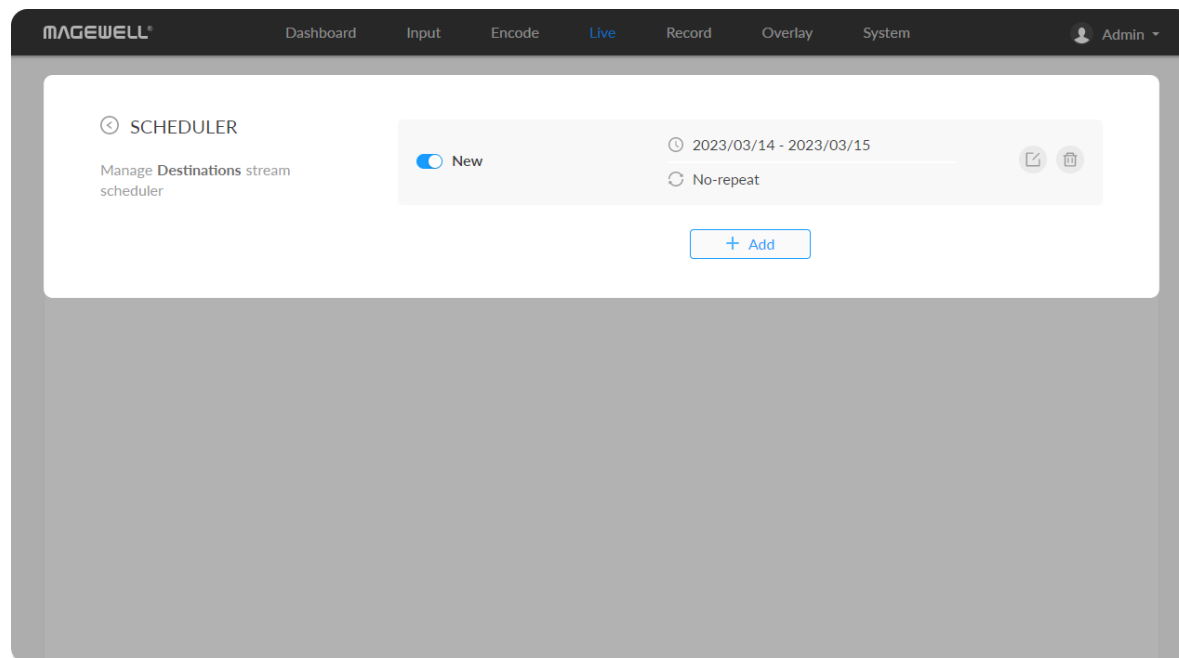 MAGEWELL® Dashboard Input Encode Live Record Overlay System Admin
SCHEDULER
Manage Destinations stream
scheduler
New
2023/03/14 - 2023/03/15
No-repeat
+ Add